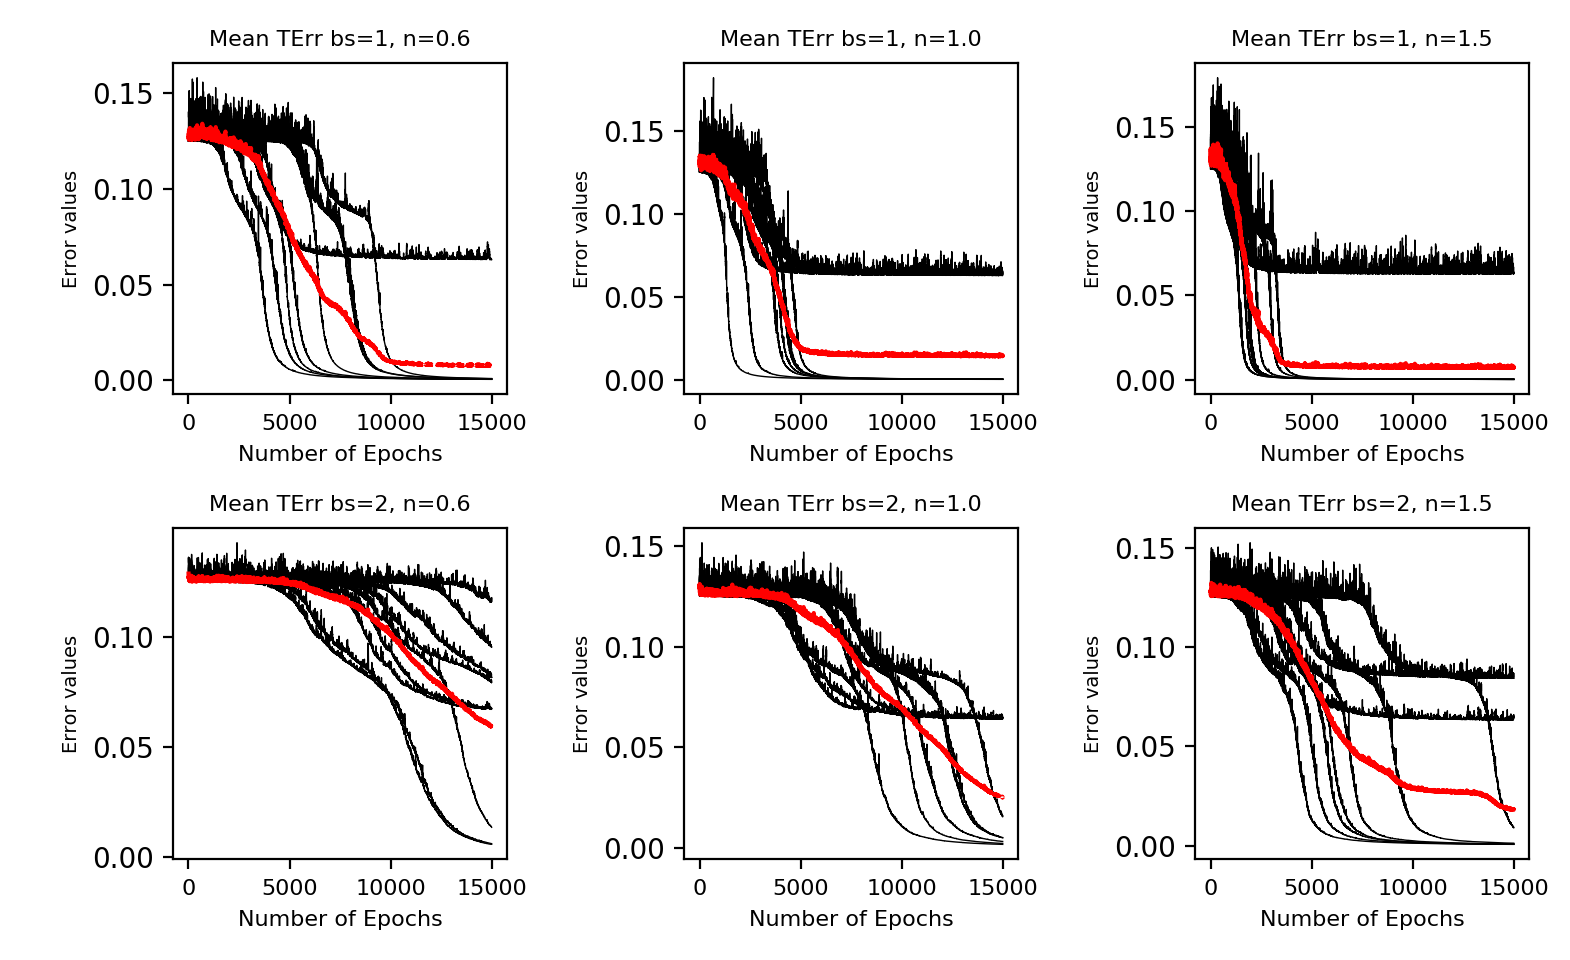 Mean TErr bs=1, n=0.6
Mean TErr bs=1, n=1.0
Mean TErr bs=1, n=1.5
Error values
0.15
0.10
0.05
0.00
0 5000 10000 15000
Number of Epochs
Error values
0.15
0.10
0.05
0.00
0 5000 10000 15000
Number of Epochs
Error values
0.15
0.10
0.05
0.00
0 5000 10000 15000
Number of Epochs
Mean TErr bs=2, n=0.6
Mean TErr bs=2, n=1.0
Mean TErr bs=2, n=1.5
Error values
0.10
0.05
0.00
0 5000 10000 15000
Number of Epochs
Error values
0.15
0.10
0.05
0.00
0 5000 10000 15000
Number of Epochs
Error values
0.15
0.10
0.05
0.00
0 5000 10000 15000
Number of Epochs